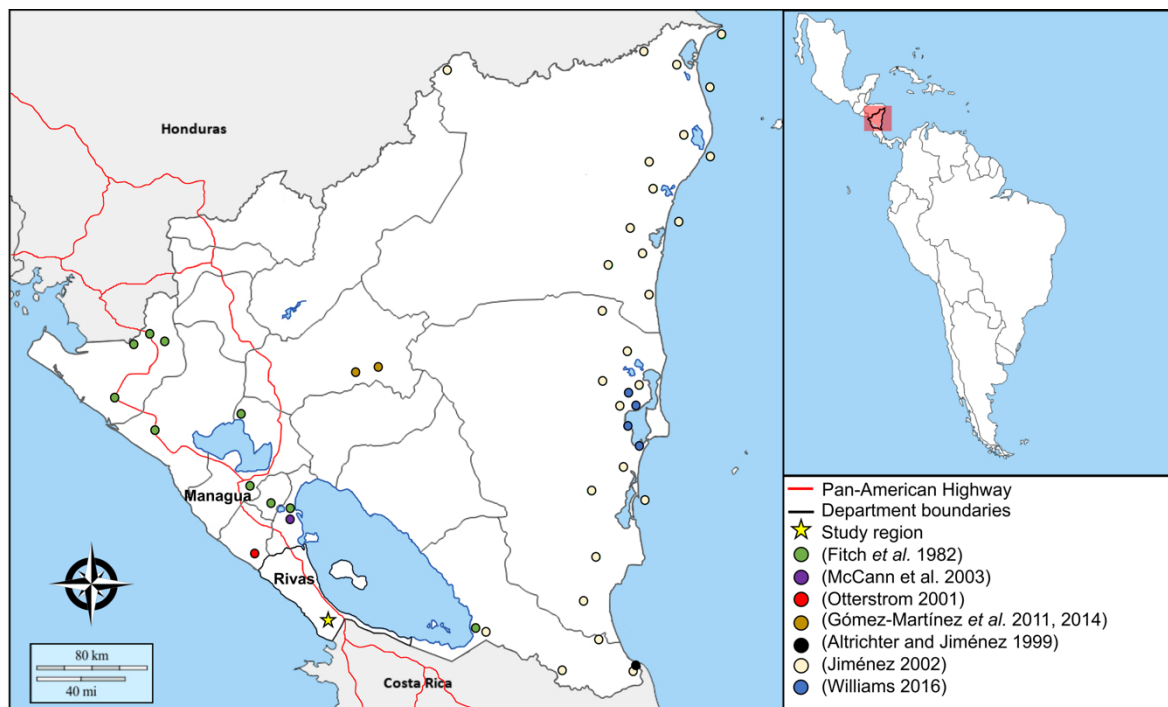 Honduras
Managua
Rivas
Costa Rica
80 km
40 mi
Pan-American Highway
Department boundaries
Study region
(Fitch et al. 1982)
(McCann et al. 2003)
(Otterstrom 2001)
(Gómez-Martínez et al. 2011, 2014)
(Altrichter and Jiménez 1999)
(Jiménez 2002)
(Williams 2016)